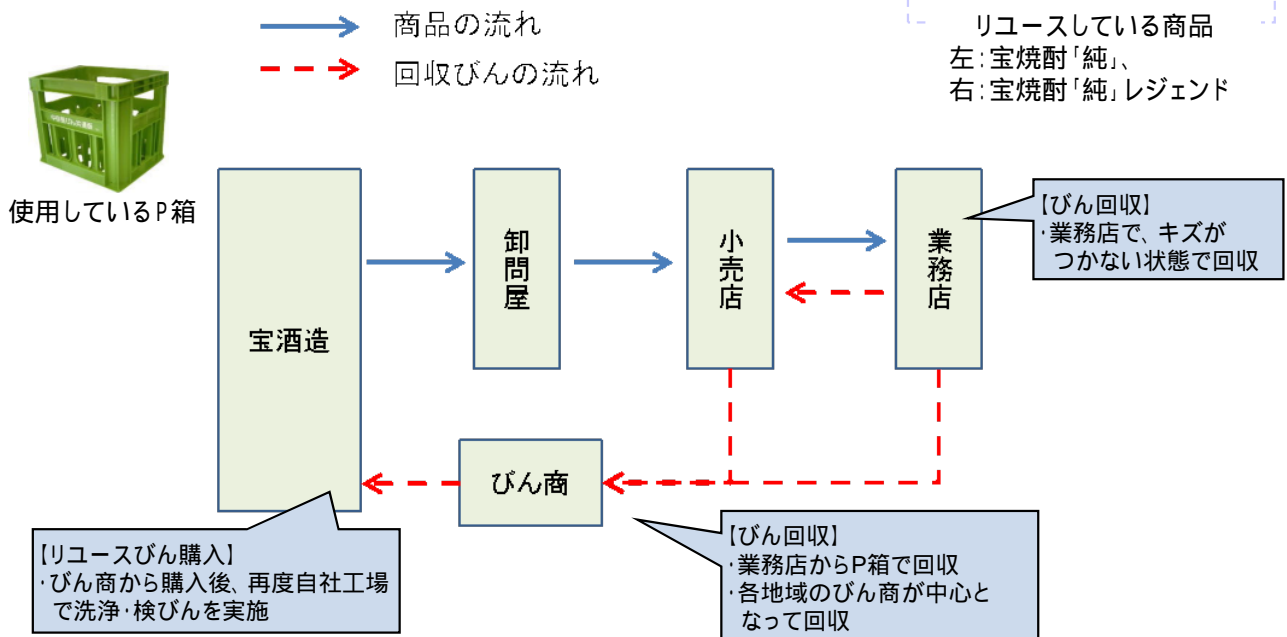 商品の流れ
回収びんの流れ
リユースしている商品
左:宝焼酎「純」、
右:宝焼酎「純」レジェンド
使用しているP箱
宝酒造
卸問屋
小売店
業務店
【びん回収】
・業務店で、キズが
つかない状態で回収
びん商
【リユースびん購入】
・びん商から購入後、再度自社工場
で洗浄・検びんを実施
【びん回収】
・業務店からP箱で回収
・各地域のびん商が中心と
なって回収